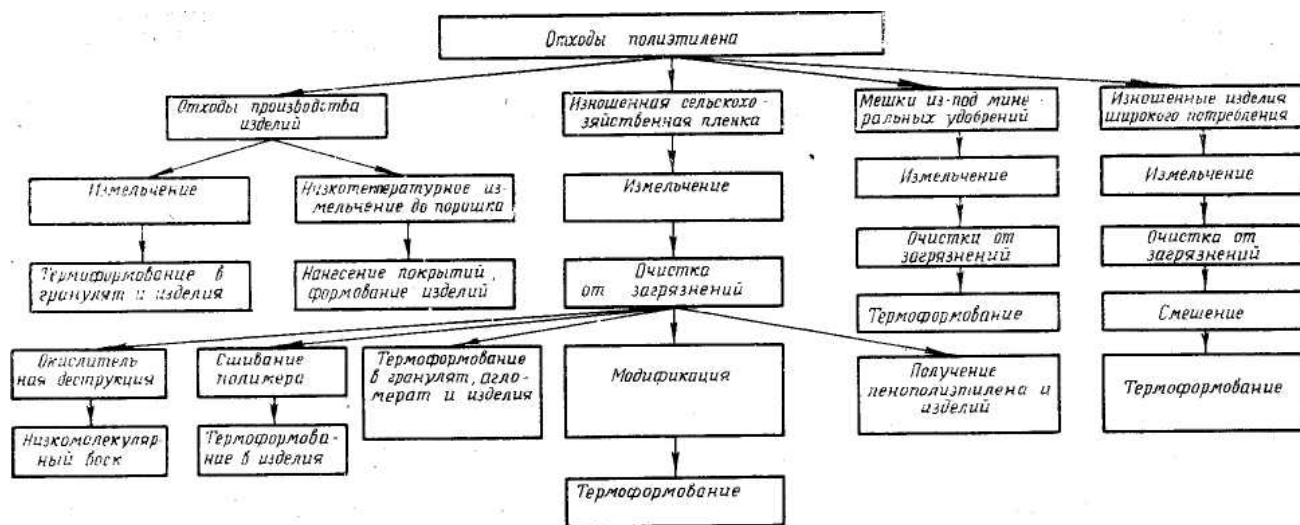 Отходы полиэтилена
Отходы производства
изделий
Изношенная сельскохо-
зяйственная пленка
Мешки из-под мине-
ральных удобрений
Изношенные изделия
широкого потребления
Измельчение
Низкотемпературное из-
мельчение до порошка
Измельчение
Измельчение
Измельчение
Термоформование в
гранулят и изделия
Нанесение покрытий,
формование изделий
Очистка
от загрязнений
Очистки от
загрязнений
Очистка от
загрязнений
Термоформование
Смешение
Окислитель
ная деструкция
Сшивание
полимера
Термоформование
в гранулят, агло-
мерат и изделия
Модификация
Получение
пенополиэтилена и
изделий
Термоформование
Низкомолекуляр-
ный воск
Термоформова-
ние в изделия
Термоформование